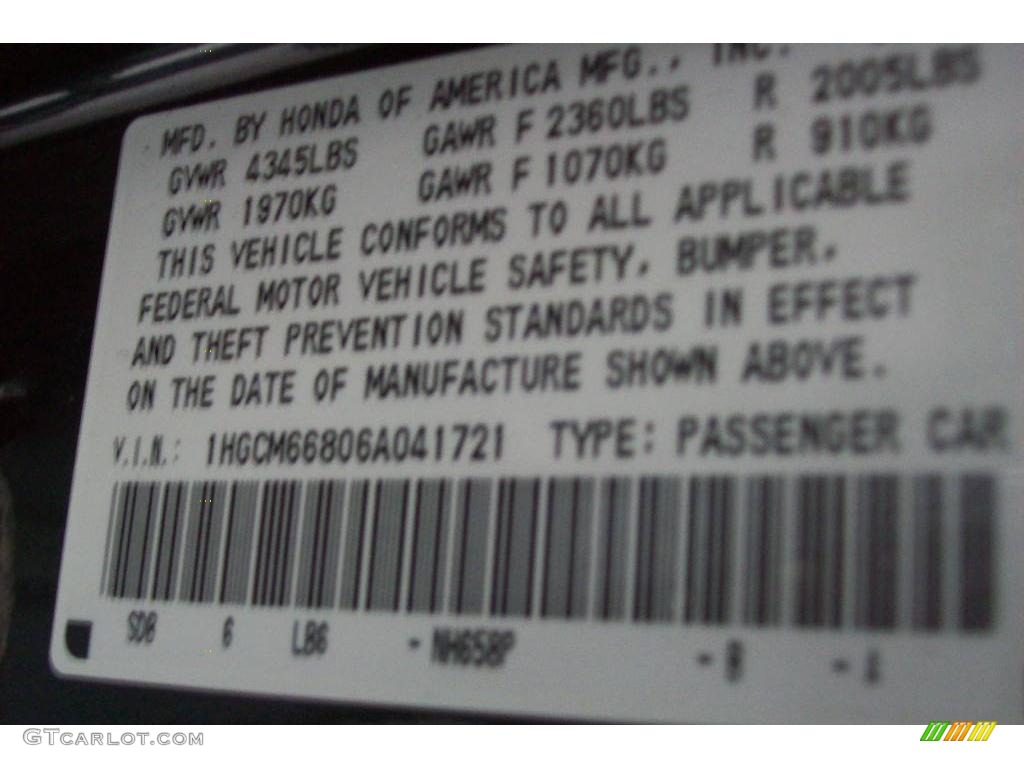 MFD. BY HONDA OF AMERICA MFG., INC.
GVWR 4345LBS GAWR F 2360LBS R 2005LBS
GVWR 1970KG GAWR F 1070KG R 910KG
THIS VEHICLE CONFORMS TO ALL APPLICABLE
FEDERAL MOTOR VEHICLE SAFETY, BUMPER,
AND THEFT PREVENTION STANDARDS IN EFFECT
ON THE DATE OF MANUFACTURE SHOWN ABOVE.
V.I.N.: 1HGCM66806A041721 TYPE: PASSENGER CAR
6 - NH658P - -
GTCarlot.com